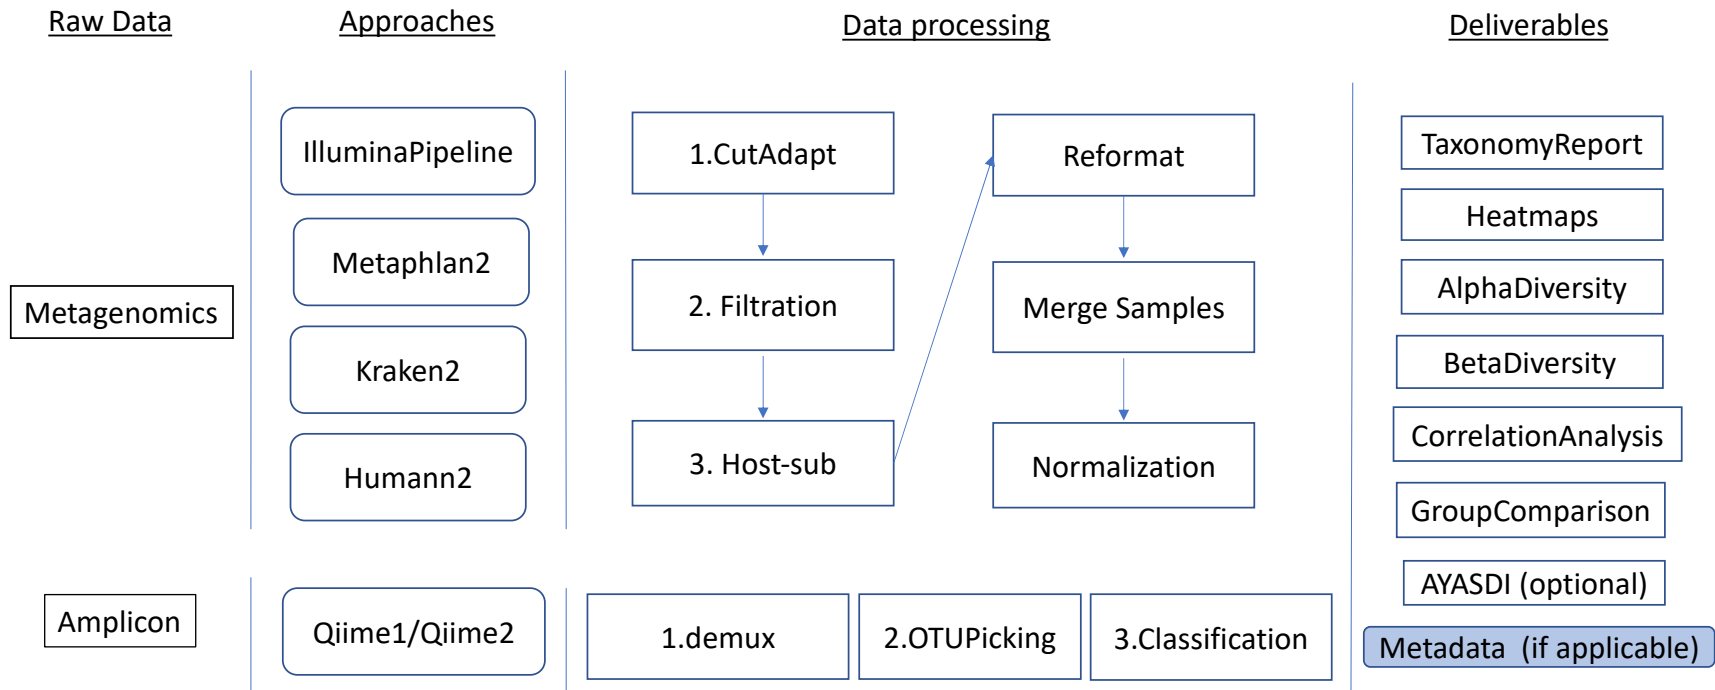 Raw Data
Approaches
Data processing
Deliverables
Metagenomics
IlluminaPipeline
Metaphlan2
Kraken2
Humann2
1.CutAdapt
2. Filtration
3. Host-sub
Reformat
Merge Samples
Normalization
TaxonomyReport
Heatmaps
AlphaDiversity
BetaDiversity
CorrelationAnalysis
GroupComparison
AYASDI (optional)
Metadata  (if applicable)
Amplicon
Qiime1/Qiime2
1.demux
2.OTUPicking
3.Classification